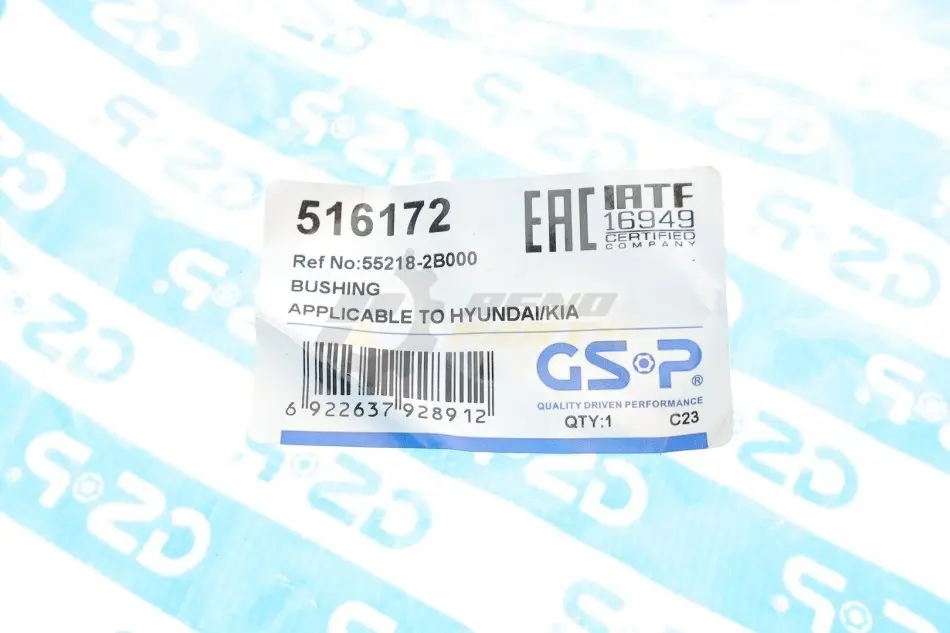 516172
EAC
IATF
16949
CERTIFIED
COMPANY
Ref No:55218-2B000
BUSHING
APPLICABLE TO HYUNDAI/KIA
RENO
GSP®
QUALITY DRIVEN PERFORMANCE
6 922637 928912
QTY:1
C23